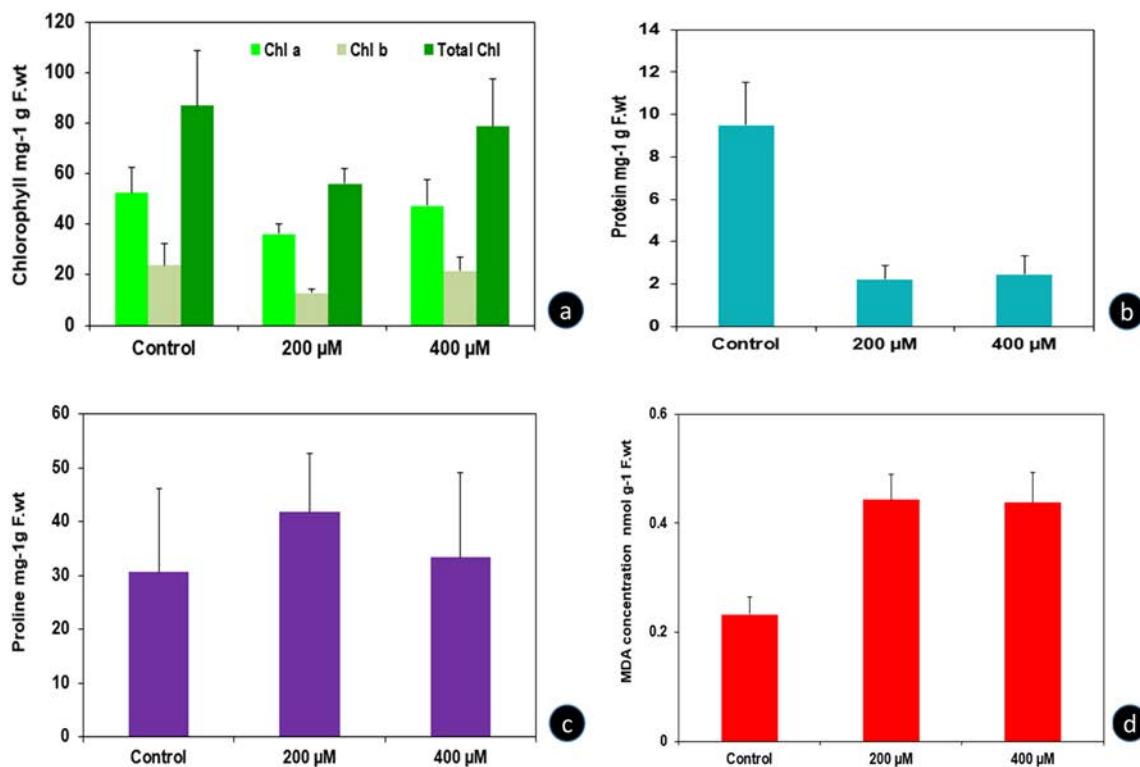 120
100
80
60
40
20
0
Chlorophyll mg-1 g F.wt
Chl a Chl b Total Chl
Control 200 µM 400 µM
a
14
12
10
8
6
4
2
0
Protein mg-1 g F.wt
Control 200 µM 400 µM
b
60
50
40
30
20
10
0
Proline mg-1g F.wt
Control 200 µM 400 µM
c
0.6
0.4
0.2
0
MDA concentration nmol g-1 F.wt
Control 200 µM 400 µM
d